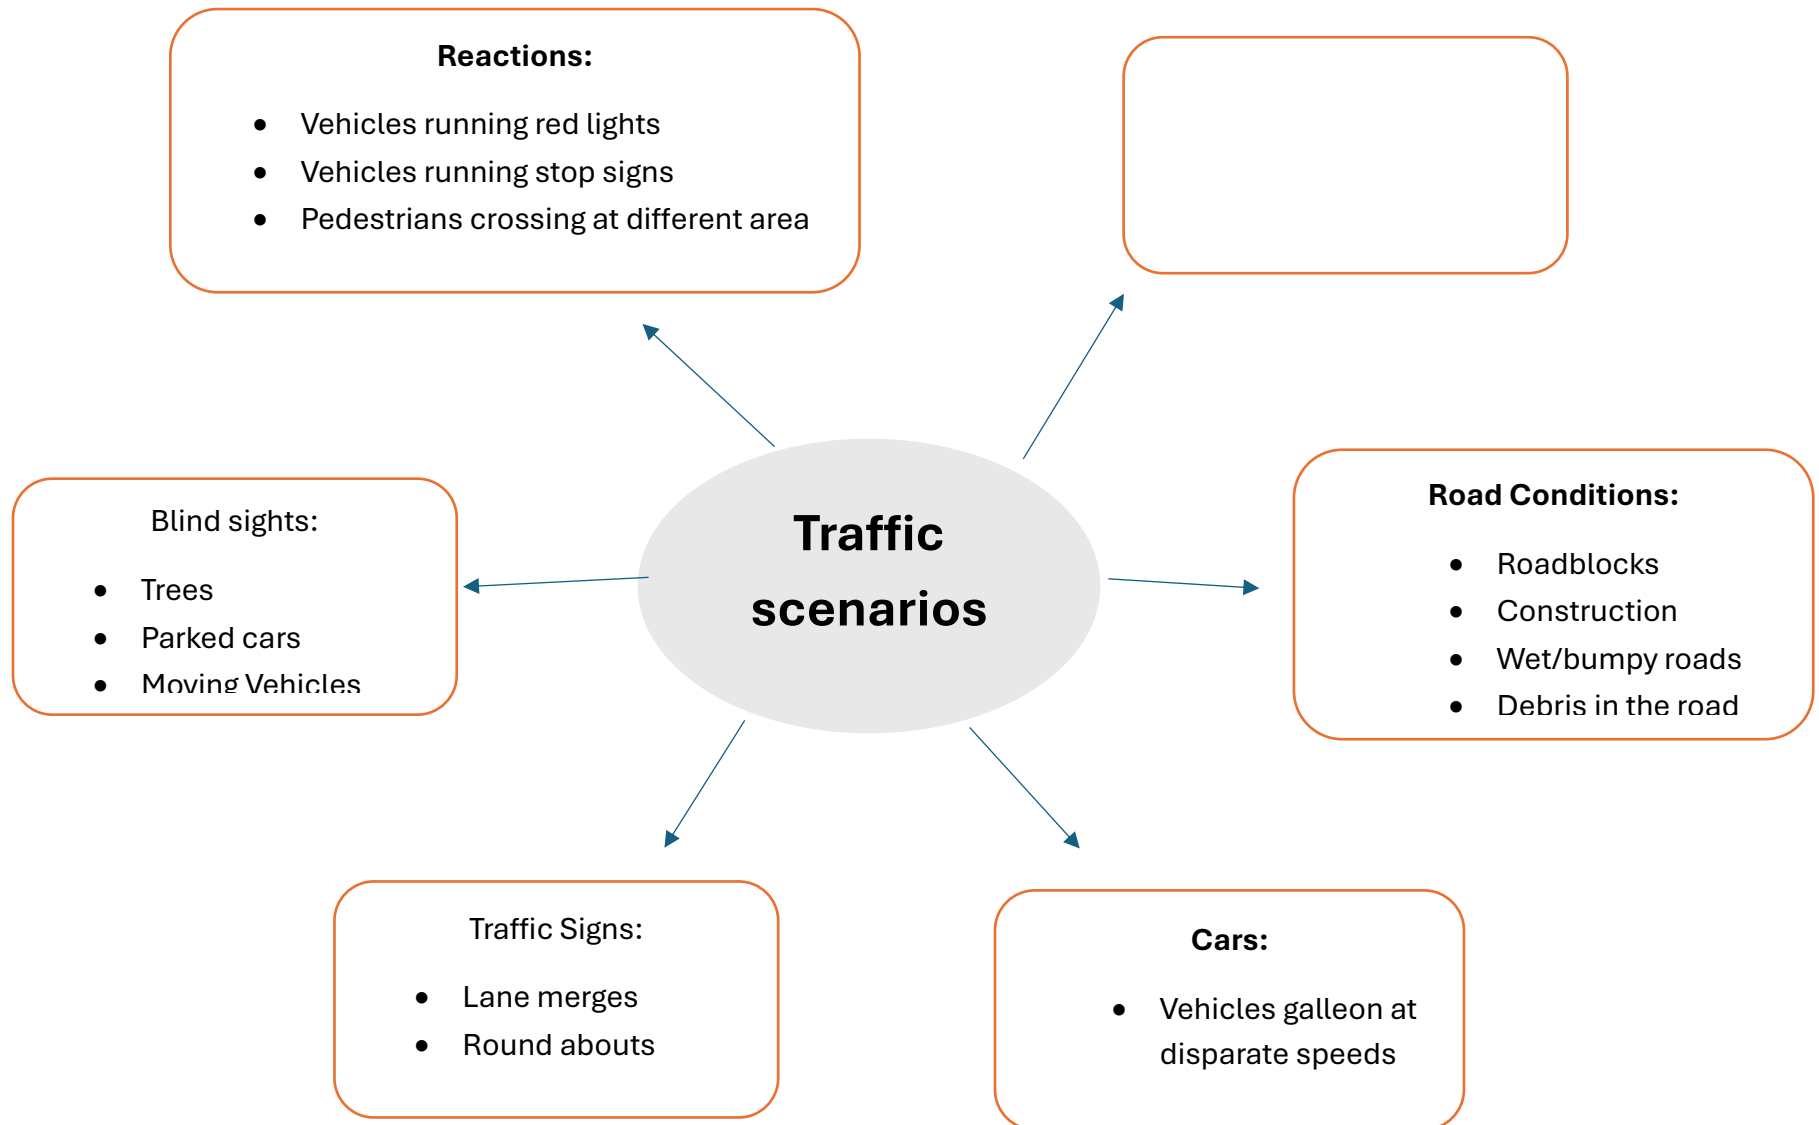 Reactions:
• Vehicles running red lights
• Vehicles running stop signs
• Pedestrians crossing at different area
Blind sights:
• Trees
• Parked cars
• Moving Vehicles
Traffic
scenarios
Road Conditions:
• Roadblocks
• Construction
• Wet/bumpy roads
• Debris in the road
Traffic Signs:
• Lane merges
• Round abouts
Cars:
• Vehicles galleon at
disparate speeds